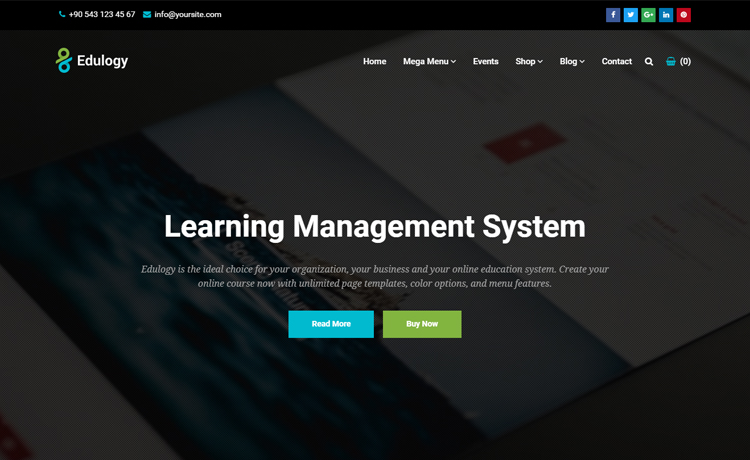 +90 543 123 45 67 info@yoursite.com
Edulogy
Home Mega Menu Events Shop Blog Contact (0)
Learning Management System
Edulogy is the ideal choice for your organization, your business and your online education system. Create your
online course now with unlimited page templates, color options, and menu features.
Read More Buy Now